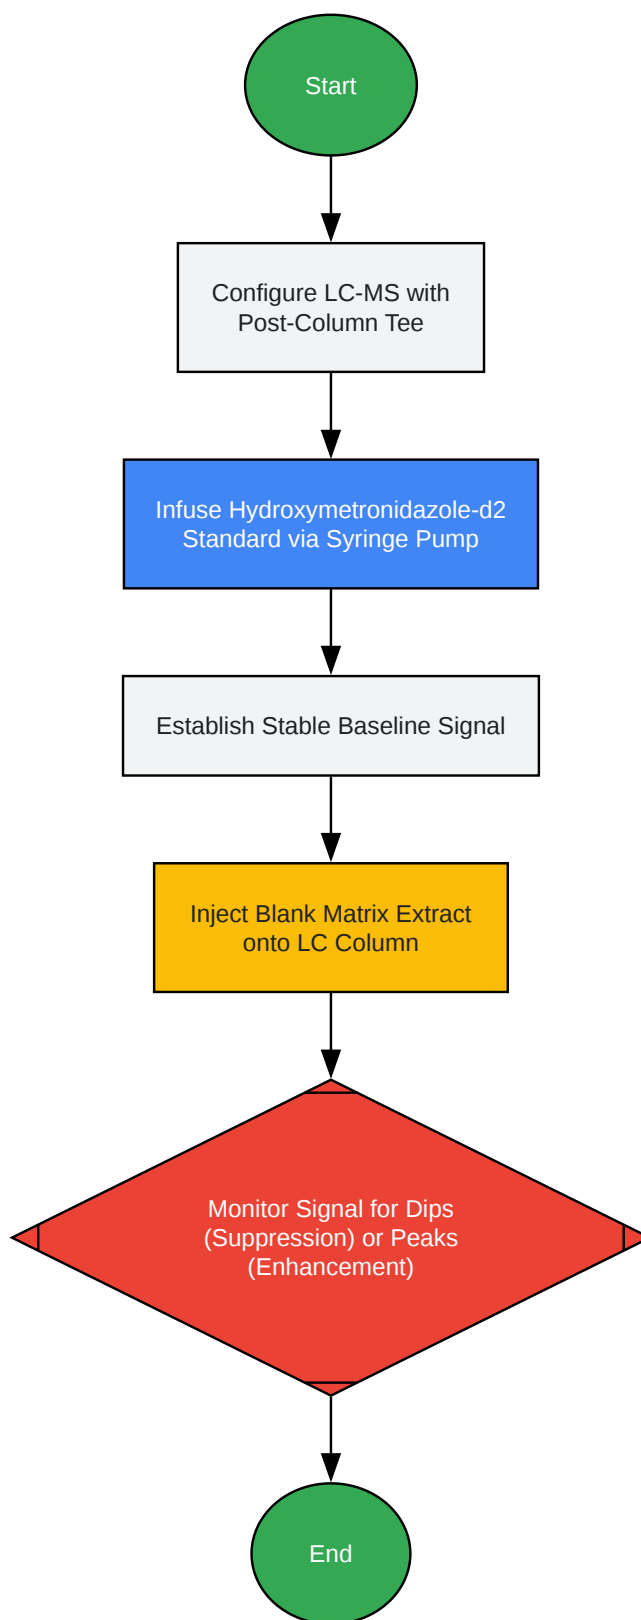 Start
Configure LC-MS with
Post-Column Tee
Infuse Hydroxymetronidazole-d2
Standard via Syringe Pump
Establish Stable Baseline Signal
Inject Blank Matrix Extract
onto LC Column
Monitor Signal for Dips
(Suppression) or Peaks
(Enhancement)
End